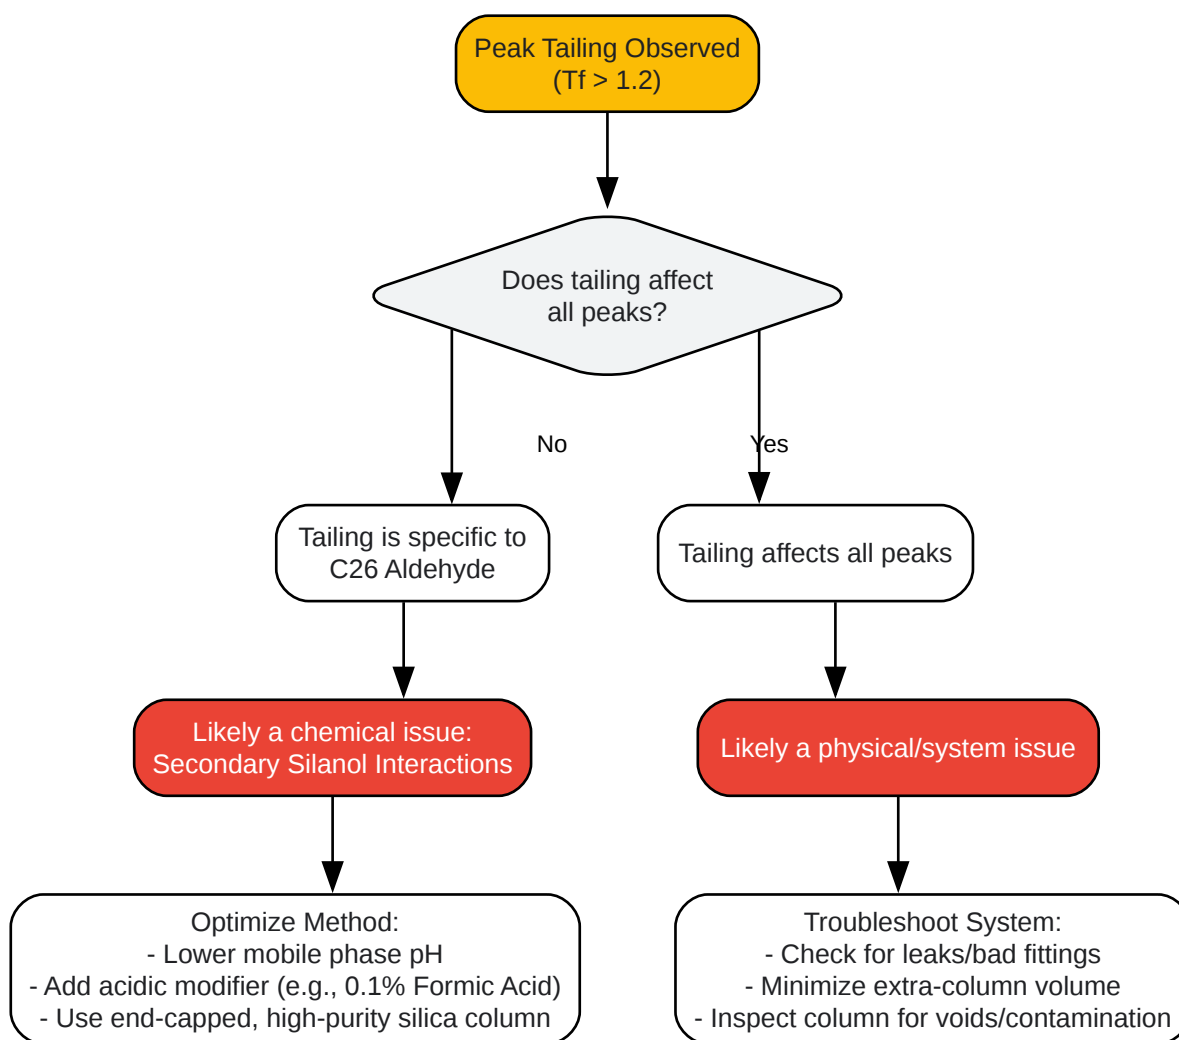 Peak Tailing Observed
(Tf > 1.2)
Does tailing affect
all peaks?
No
Yes
Tailing is specific to
C26 Aldehyde
Tailing affects all peaks
Likely a chemical issue:
Secondary Silanol Interactions
Likely a physical/system issue
Optimize Method:
- Lower mobile phase pH
- Add acidic modifier (e.g., 0.1% Formic Acid)
- Use end-capped, high-purity silica column
Troubleshoot System:
- Check for leaks/bad fittings
- Minimize extra-column volume
- Inspect column for voids/contamination